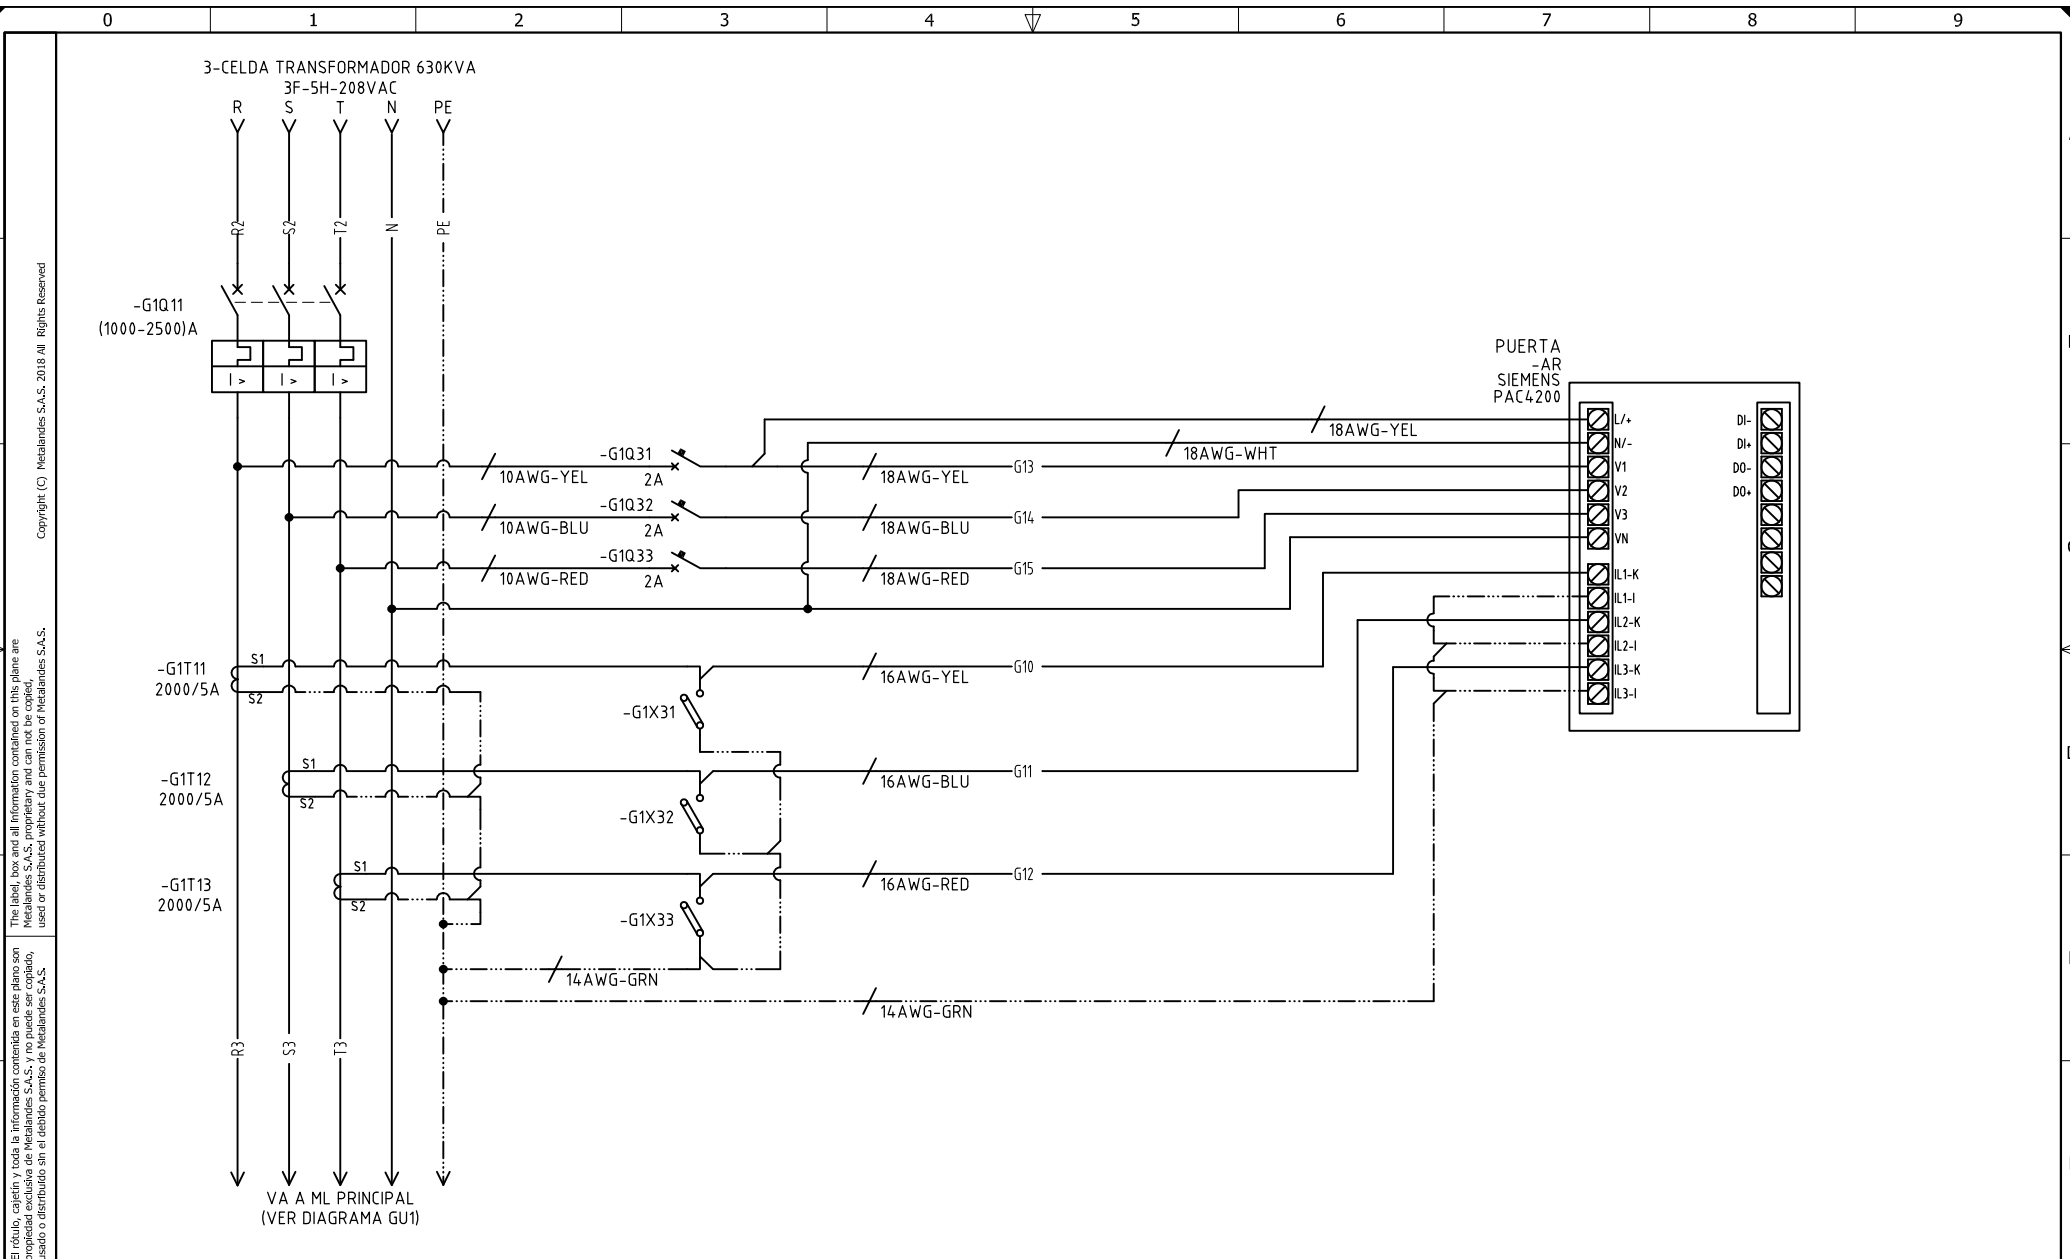 0 1 2 3 4 5 6 7 8 9
3-CELDA TRANSFORMADOR 630KVA
3F-5H-208VAC
R S T N PE
R2 S2 T2 N PE
-G1Q11
(1000-2500)A
I > I > I >
PUERTA
-AR
SIEMENS
PAC4200
L/+
N/-
V1
V2
V3
VN
IL1-K
IL1-I
IL2-K
IL2-I
IL3-K
IL3-I
DI-
DI+
DO-
DO+
18AWG-YEL
18AWG-WHT
-G1Q31
10AWG-YEL
2A
18AWG-YEL
G13
-G1Q32
10AWG-BLU
2A
18AWG-BLU
G14
-G1Q33
10AWG-RED
2A
18AWG-RED
G15
-G1T11
2000/5A
S1
S2
-G1X31
16AWG-YEL
G10
-G1T12
2000/5A
S1
S2
-G1X32
16AWG-BLU
G11
-G1T13
2000/5A
S1
S2
-G1X33
16AWG-RED
G12
14AWG-GRN
14AWG-GRN
R3 S3 T3
VA A ML PRINCIPAL
(VER DIAGRAMA GU1)
Copyright (C) Metalandes S.A.S. 2018 All Rights Reserved
The label, box and all information contained on this plane are
Metalandes S.A.S. proprietary and can not be copied,
used or distributed without due permission of Metalandes S.A.S.
El rótulo, cajetín y toda la información contenida en este plano son
propiedad exclusiva de Metalandes S.A.S. y no puede ser copiado,
usado o distribuido sin el debido permiso de Metalandes S.A.S.